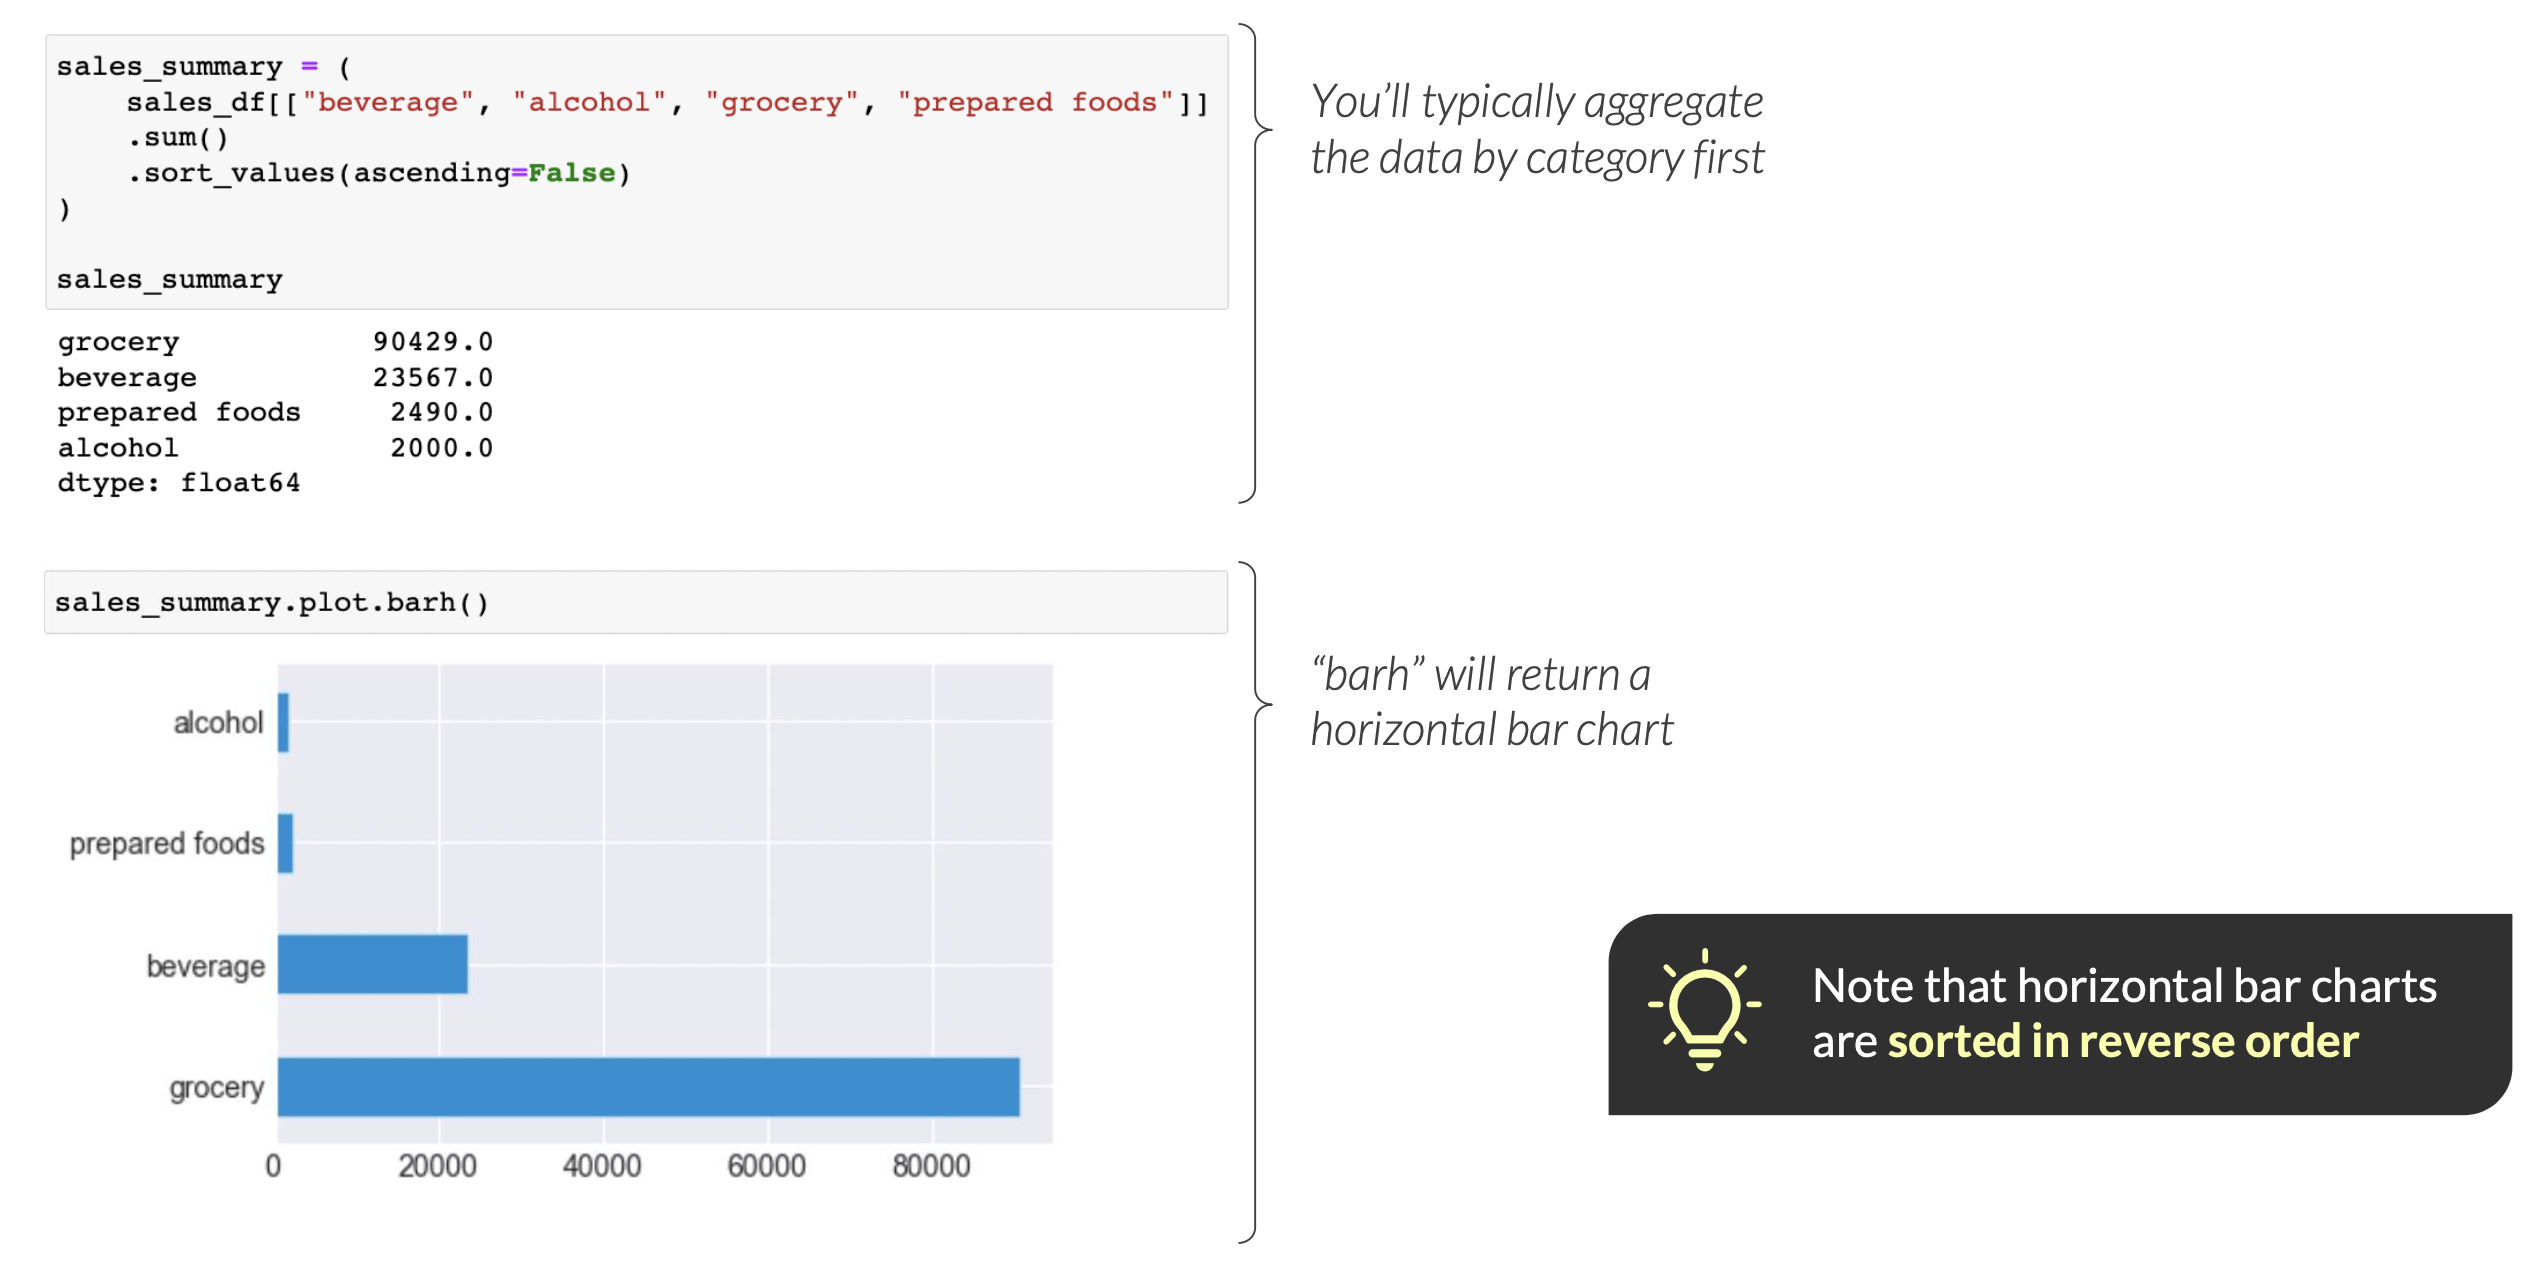 sales_summary = (
    sales_df[["beverage", "alcohol", "grocery", "prepared foods"]]
    .sum()
    .sort_values(ascending=False)
)
sales_summary
grocery           90429.0
beverage          23567.0
prepared foods     2490.0
alcohol            2000.0
dtype: float64
You’ll typically aggregate
the data by category first
sales_summary.plot.barh()
alcohol
prepared foods
beverage
grocery
0 20000 40000 60000 80000
“barh” will return a
horizontal bar chart
Note that horizontal bar charts
are sorted in reverse order